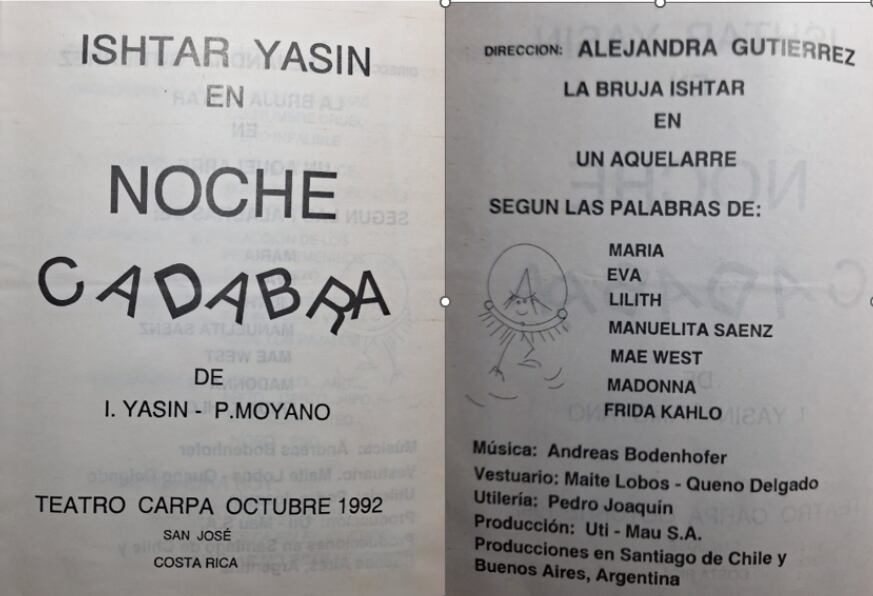 ISHTAR YASIN
EN
NOCHE
CADABRA
DE
I. YASIN - P.MOYANO
TEATRO CARPA OCTUBRE 1992
SAN JOSÉ
COSTA RICA
DIRECCION: ALEJANDRA GUTIERREZ
LA BRUJA ISHTAR
EN
UN AQUELARRE
SEGUN LAS PALABRAS DE:
MARIA
EVA
LILITH
MANUELITA SAENZ
MAE WEST
MADONNA
FRIDA KAHLO
Música: Andreas Bodenhofer
Vestuario: Maite Lobos - Queno Delgado
Utilería: Pedro Joaquín
Producción: Uti - Mau S.A.
Producciones en Santiago de Chile y
Buenos Aires, Argentina